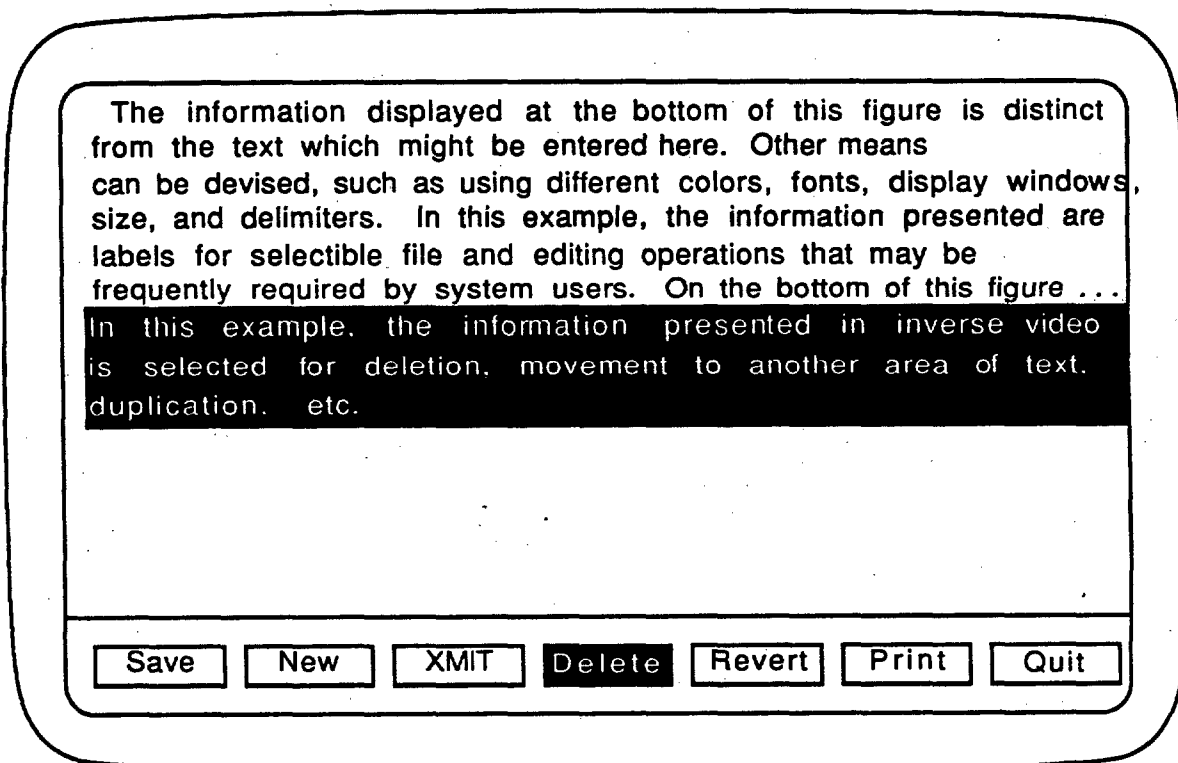 The information displayed at the bottom of this figure is distinct
from the text which might be entered here. Other means
can be devised, such as using different colors, fonts, display windows,
size, and delimiters. In this example, the information presented are
labels for selectible file and editing operations that may be
frequently required by system users. On the bottom of this figure ...
In this example. the information presented in inverse video
is selected for deletion. movement to another area of text.
duplication. etc.
Save New XMIT Delete Revert Print Quit